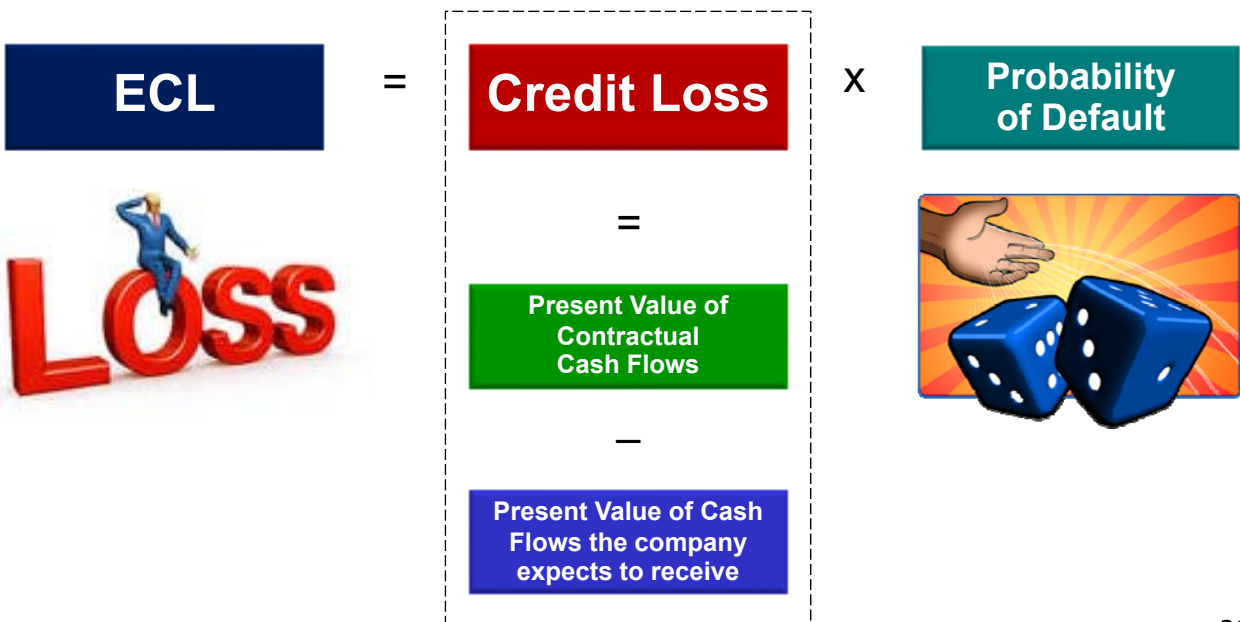 ECL
=
Credit Loss
x
Probability
of Default
LOSS
=
Present Value of
Contractual
Cash Flows
–
Present Value of Cash
Flows the company
expects to receive